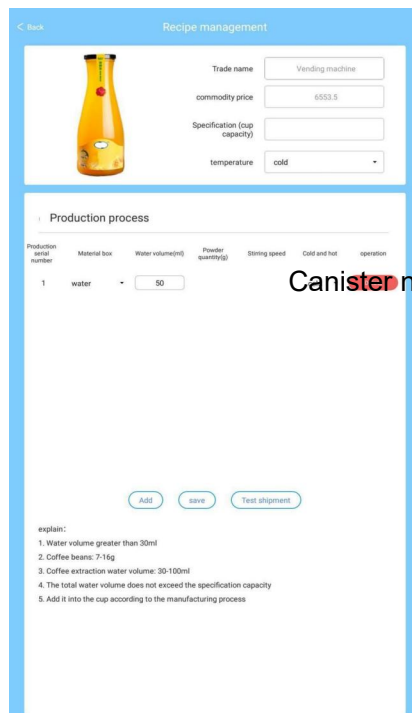 < Back
Recipe management
Trade name
Vending machine
commodity price
6553.5
Specification (cup
capacity)
temperature
cold
Production process
Production
serial
number
Material box
Water volume(ml)
Powder
quantity(g)
Stirring speed
Cold and hot
operation
1
water
50
Canister n
Add
save
Test shipment
explain:
1. Water volume greater than 30ml
2. Coffee beans: 7-16g
3. Coffee extraction water volume: 30-100ml
4. The total water volume does not exceed the specification capacity
5. Add it into the cup according to the manufacturing process